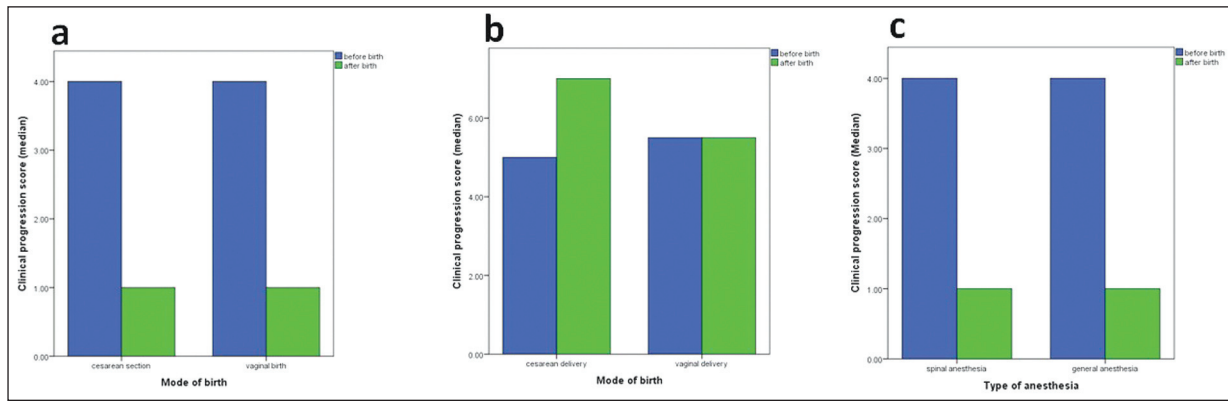 a
before birth
after birth
Clinical progression score (median)
4.00
3.00
2.00
1.00
0.00
cesarean section
vaginal birth
Mode of birth
b
before birth
after birth
Clinical progression score (median)
6.00
4.00
2.00
0.00
cesarean delivery
vaginal delivery
Mode of birth
c
before birth
after birth
Clinical progression score (Median)
4.00
3.00
2.00
1.00
0.00
spinal anesthesia
general anesthesia
Type of anesthesia